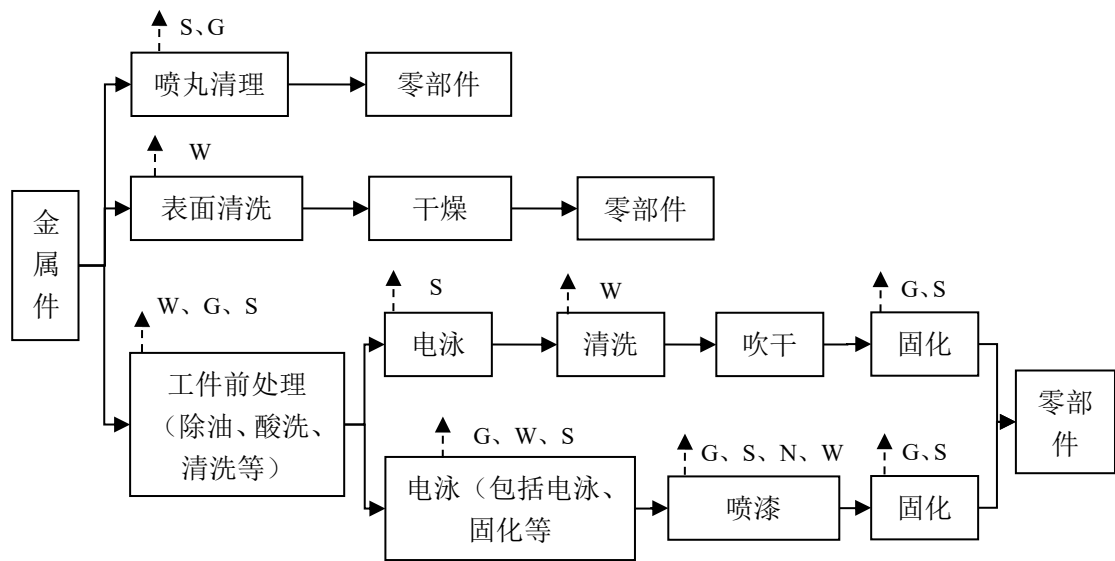 S、G
喷丸清理
零部件
W
表面清洗
干燥
零部件
金
属
件
W、G、S
工件前处理
（除油、酸洗、
清洗等）
S
电泳
W
清洗
吹干
G、S
固化
零部
件
G、W、S
电泳（包括电泳、
固化等
G、S、N、W
喷漆
G、S
固化